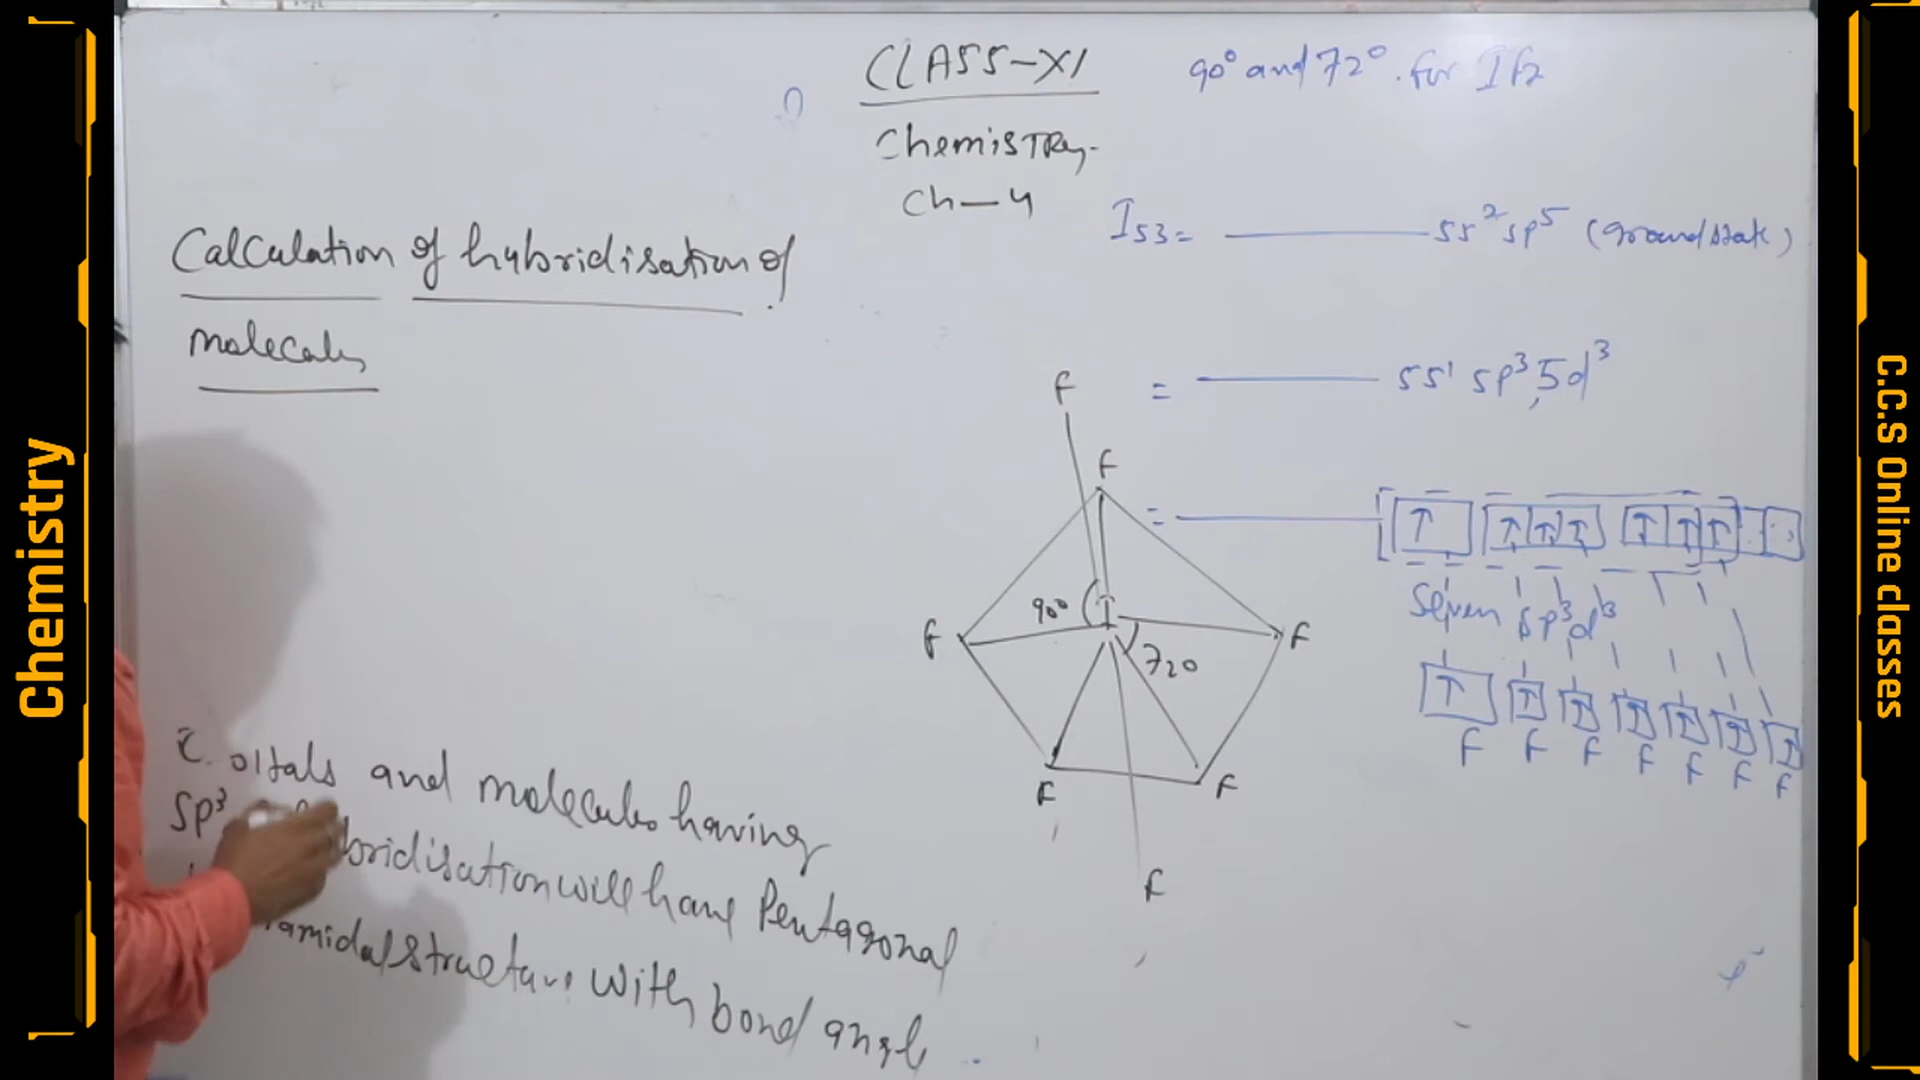 Chemistry
CLASS-XI
Chemistry
Ch-4
90° and 72° for IF7
Calculation of hybridisation of
molecules
I53= 5s² 5p⁵ (Ground state)
= 5s¹ 5p³, 5d³
=
↑ ↑ ↑ ↑ ↑ ↑ ↑
Seven sp³d³
↑ ↑ ↑ ↑ ↑ ↑ ↑
F F F F F F F
F
F
90°
I
F
F
72°
F
F
F
and molecules having
sp³ hybridisation will have Pentagonal
structure with bond angle
C.C.S Online classes